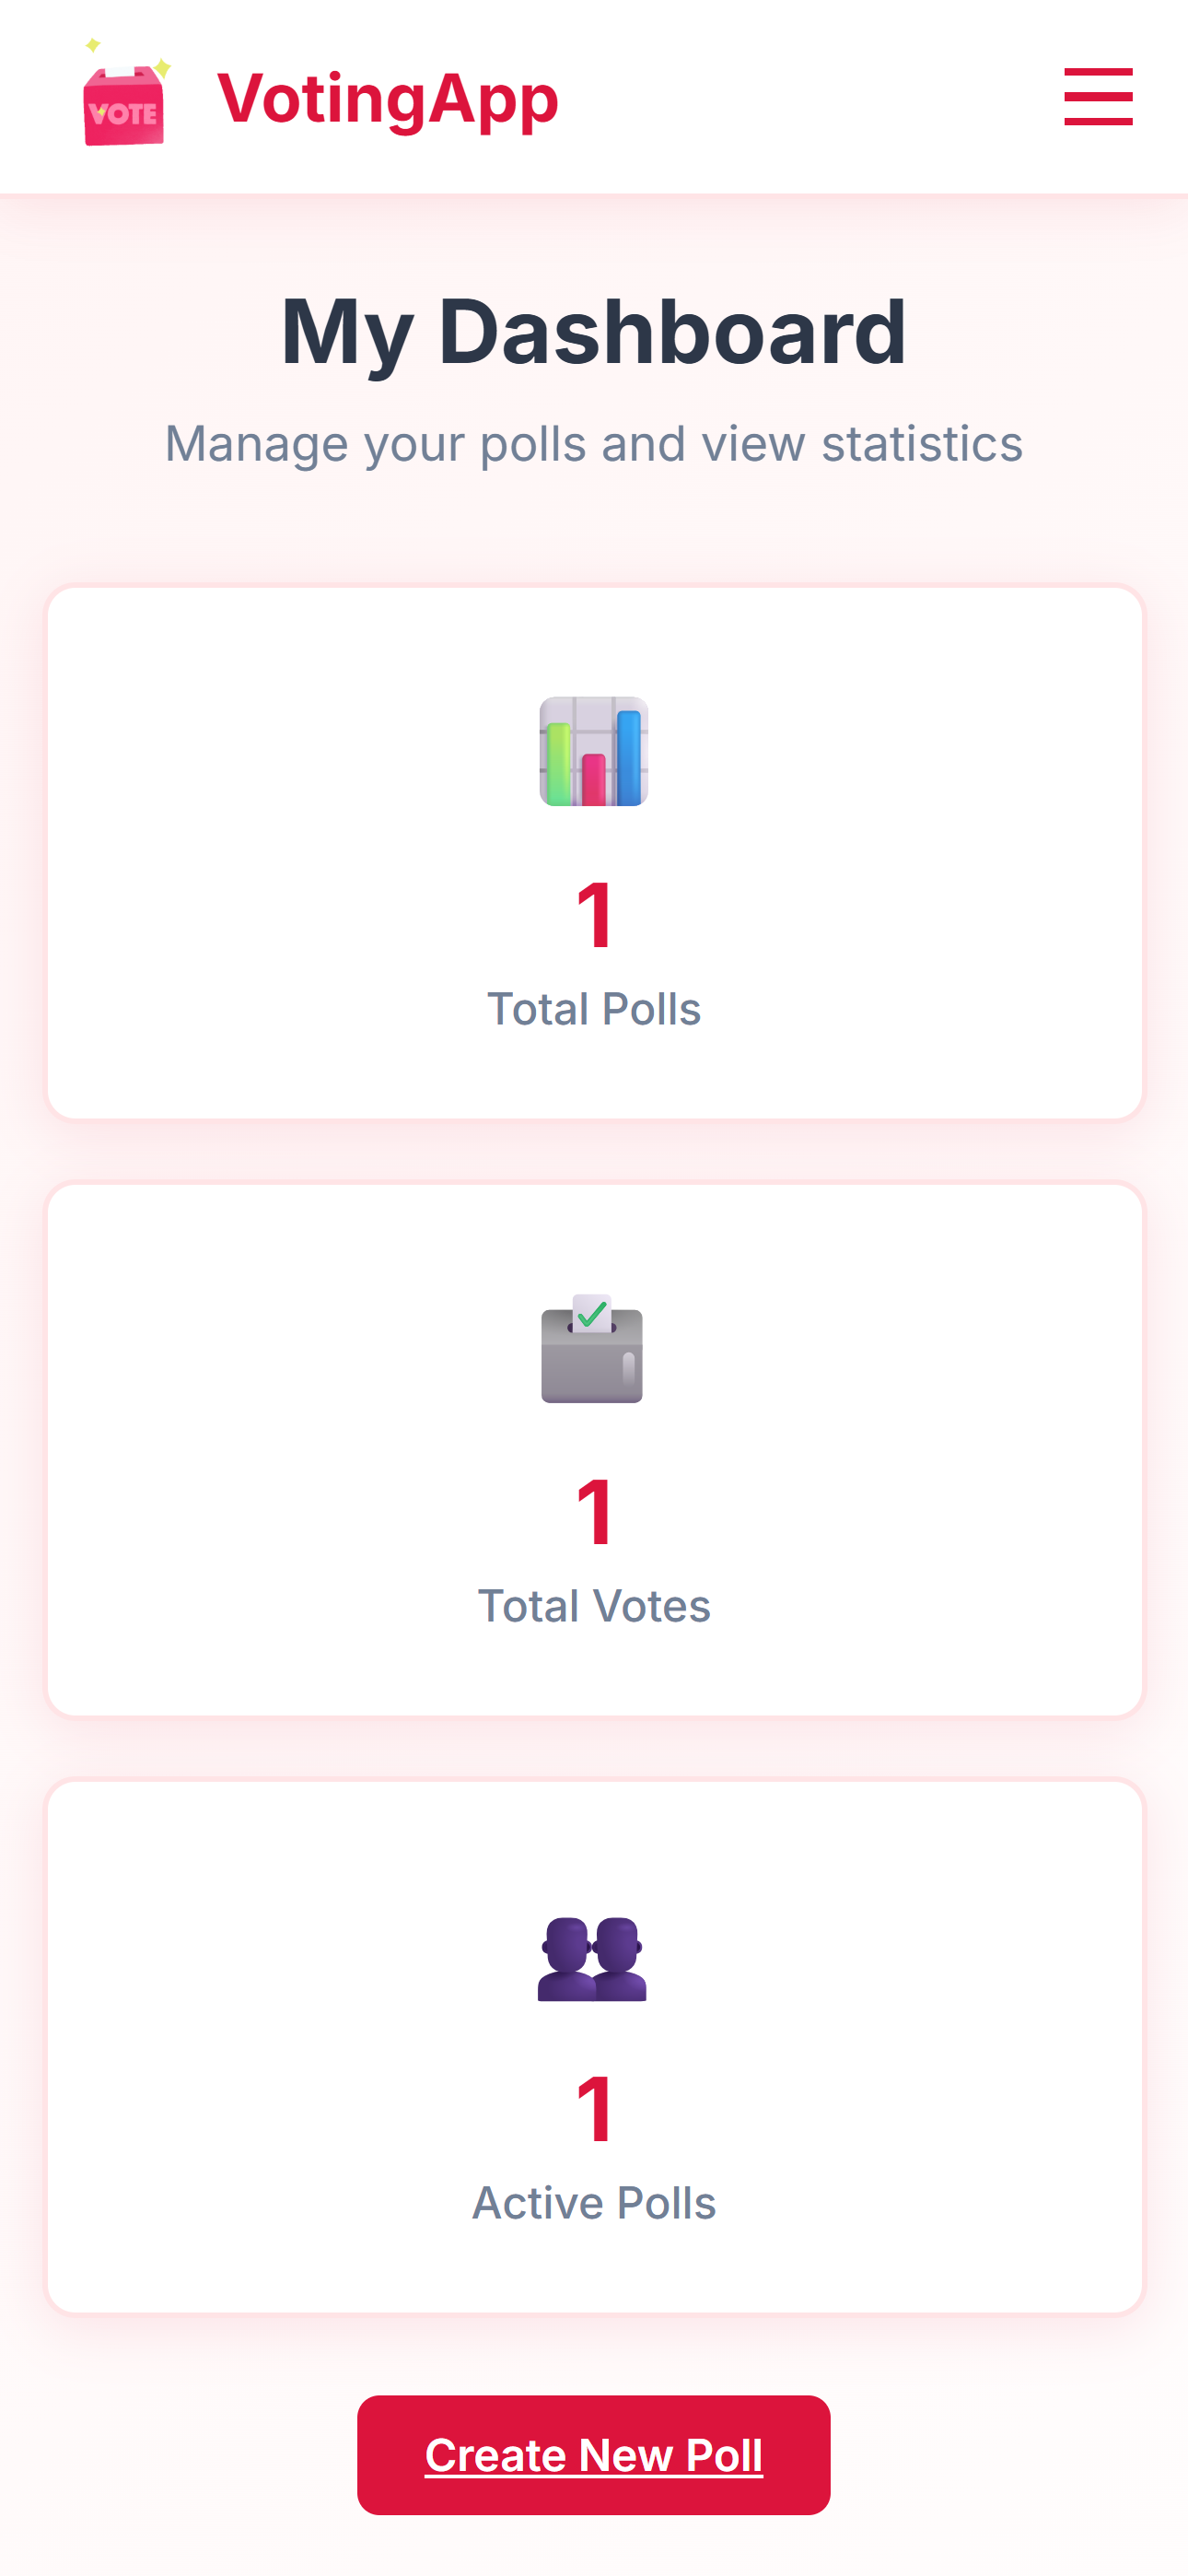 VOTE
VotingApp
My Dashboard
Manage your polls and view statistics
1
Total Polls
1
Total Votes
1
Active Polls
Create New Poll